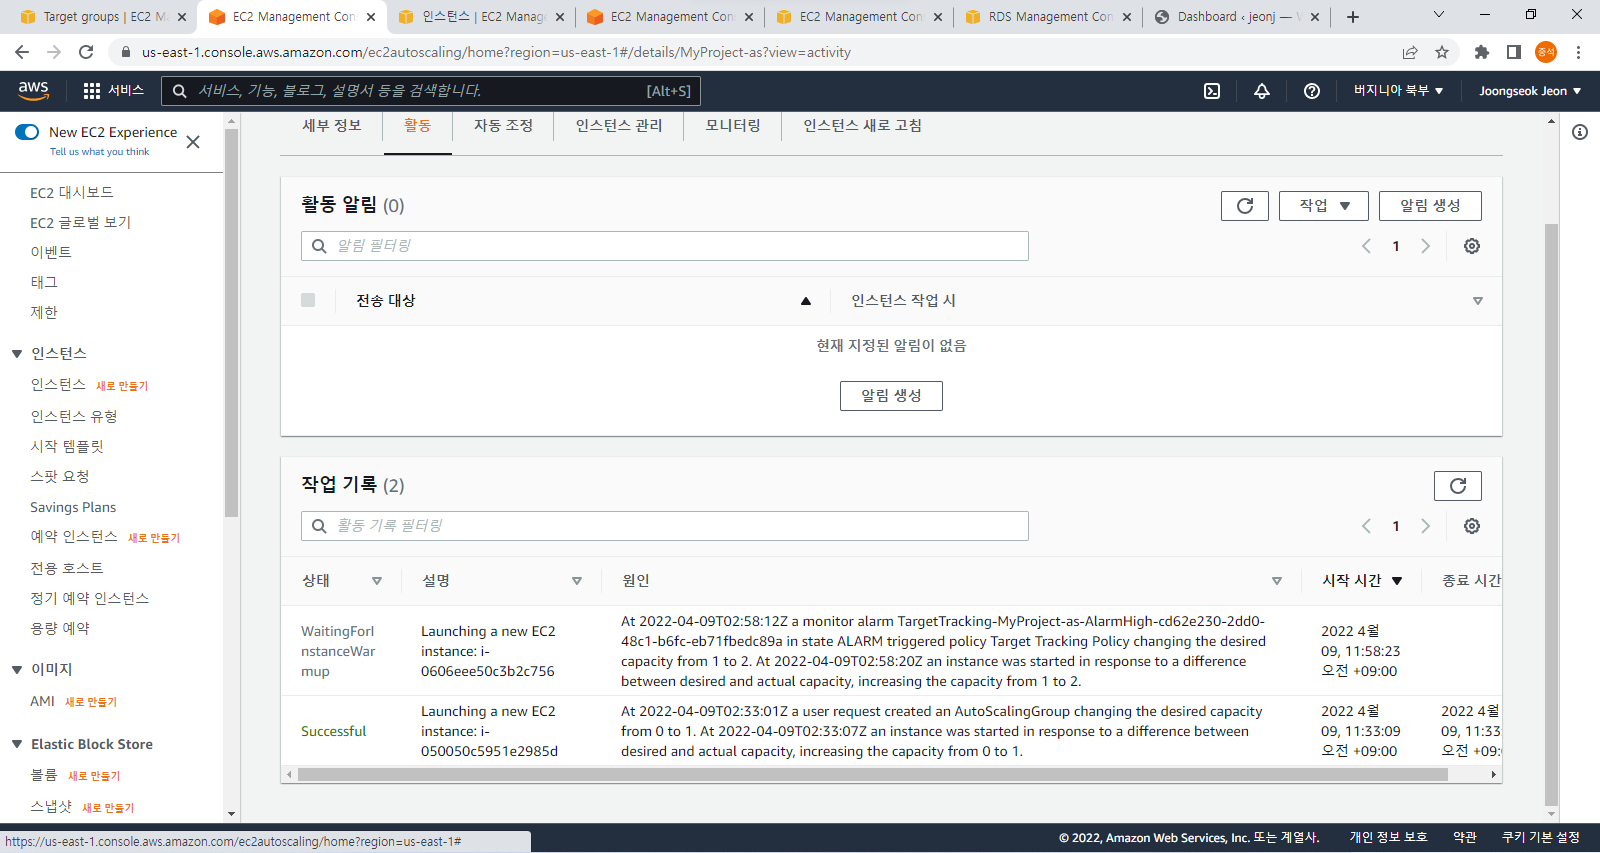 Target groups | EC2 M
EC2 Management Con
인스턴스 | EC2 Manage
EC2 Management Con
EC2 Management Con
RDS Management Con
Dashboard ‹ jeonj — W
us-east-1.console.aws.amazon.com/ec2autoscaling/home?region=us-east-1#/details/MyProject-as?view=activity
중석
aws
서비스
서비스, 기능, 블로그, 설명서 등을 검색합니다.
[Alt+S]
버지니아 북부
Joongseok Jeon
New EC2 Experience
Tell us what you think
EC2 대시보드
EC2 글로벌 보기
이벤트
태그
제한
인스턴스
인스턴스 새로 만들기
인스턴스 유형
시작 템플릿
스팟 요청
Savings Plans
예약 인스턴스 새로 만들기
전용 호스트
정기 예약 인스턴스
용량 예약
이미지
AMI 새로 만들기
Elastic Block Store
볼륨 새로 만들기
스냅샷 새로 만들기
세부 정보
활동
자동 조정
인스턴스 관리
모니터링
인스턴스 새로 고침
활동 알림 (0)
작업
알림 생성
알림 필터링
1
전송 대상
인스턴스 작업 시
현재 지정된 알림이 없음
알림 생성
작업 기록 (2)
활동 기록 필터링
1
상태
설명
원인
시작 시간
종료 시간
WaitingForI
nstanceWar
mup
Launching a new EC2
instance: i-
0606eee50c3b2c756
At 2022-04-09T02:58:12Z a monitor alarm TargetTracking-MyProject-as-AlarmHigh-cd62e230-2dd0-
48c1-b6fc-eb71fbedc89a in state ALARM triggered policy Target Tracking Policy changing the desired
capacity from 1 to 2. At 2022-04-09T02:58:20Z an instance was started in response to a difference
between desired and actual capacity, increasing the capacity from 1 to 2.
2022 4월
09, 11:58:23
오전 +09:00
Successful
Launching a new EC2
instance: i-
050050c5951e2985d
At 2022-04-09T02:33:01Z a user request created an AutoScalingGroup changing the desired capacity
from 0 to 1. At 2022-04-09T02:33:07Z an instance was started in response to a difference between
desired and actual capacity, increasing the capacity from 0 to 1.
2022 4월
09, 11:33:09
오전 +09:00
2022 4월
09, 11:33
오전 +09:
https://us-east-1.console.aws.amazon.com/ec2autoscaling/home?region=us-east-1#
© 2022, Amazon Web Services, Inc. 또는 계열사.
개인 정보 보호
약관
쿠키 기본 설정